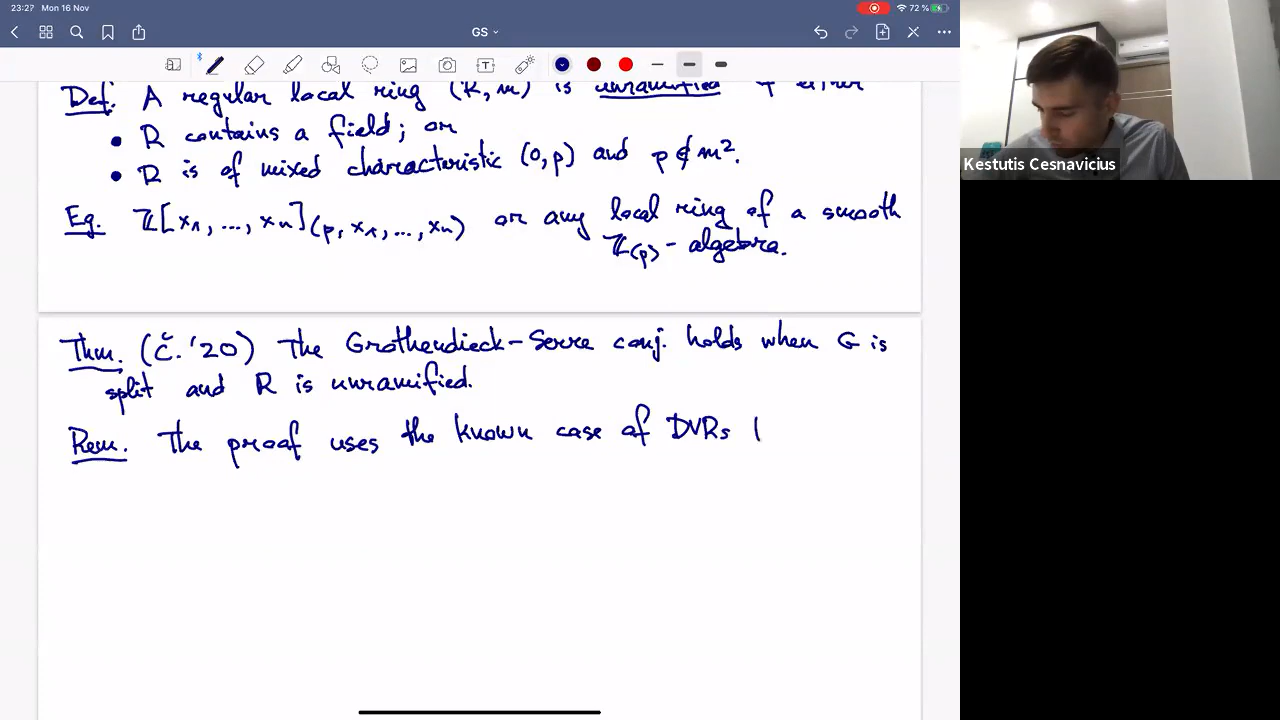 23:27 Mon 16 Nov
72 %
GS
Def. A regular local ring (R, m) is unramified if either
• R contains a field; or
• R is of mixed characteristic (0, p) and p ∉ m².
Eg. ℤ[x₁, ..., xₙ]₍p, x₁, ..., xₙ₎ or any local ring of a smooth
ℤ₍p₎ - algebra.
Thm. (Č. '20) The Grothendieck-Serre conj. holds when G is
split and R is unramified.
Rem. The proof uses the known case of DVRs (
Kestutis Cesnavicius